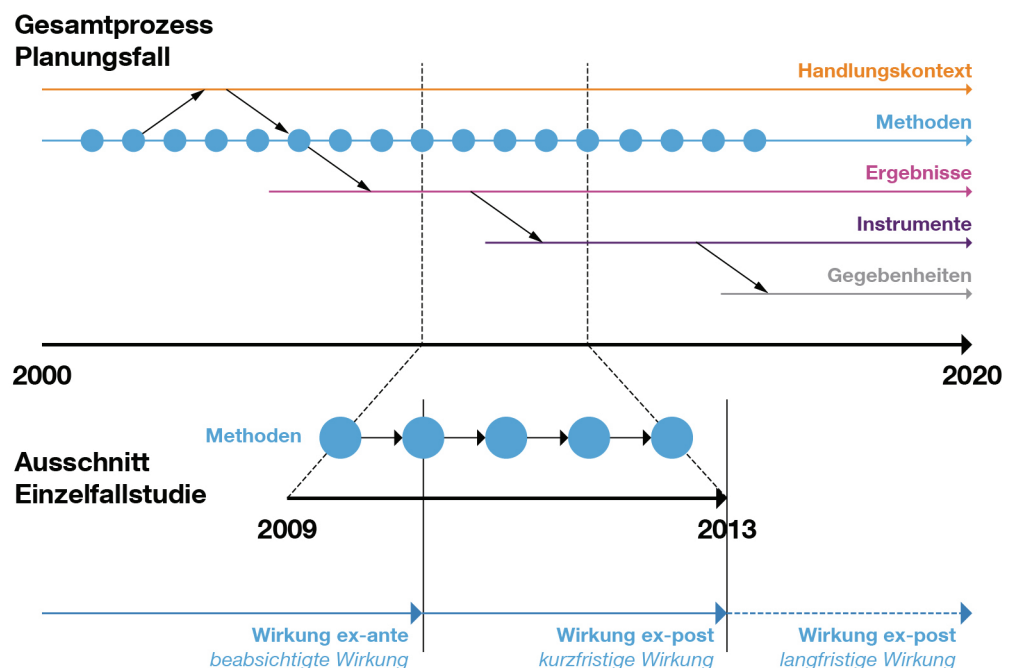 Gesamtprozess
Planungsfall
Handlungskontext
Methoden
Ergebnisse
Instrumente
Gegebenheiten
2000
2020
Methoden
Ausschnitt
Einzelfallstudie
2009
2013
Wirkung ex-ante
beabsichtigte Wirkung
Wirkung ex-post
kurzfristige Wirkung
Wirkung ex-post
langfristige Wirkung